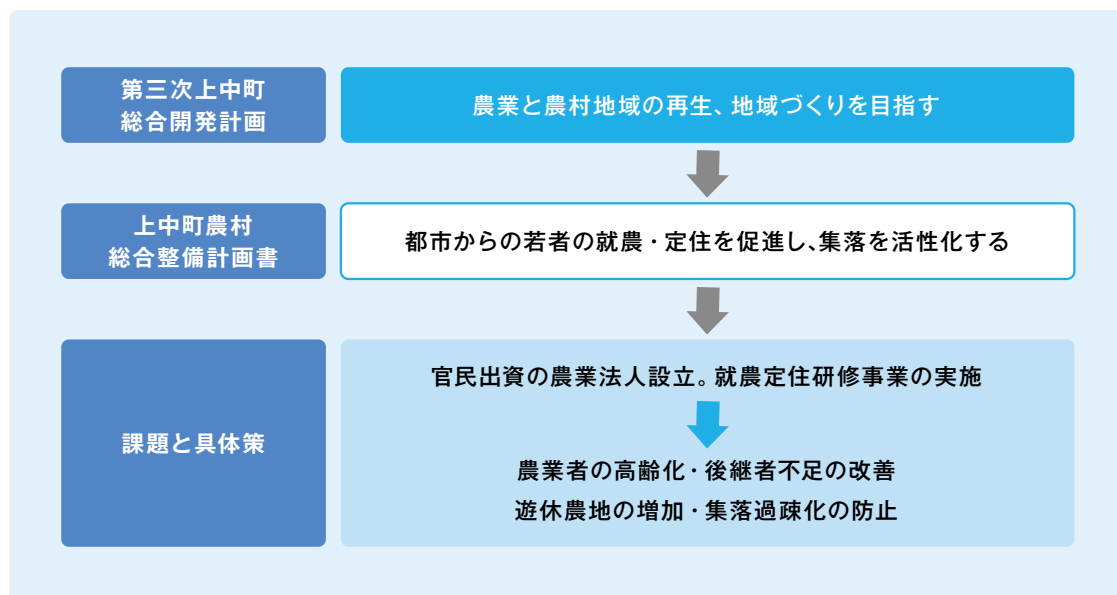 第三次上中町
総合開発計画
農業と農村地域の再生、地域づくりを目指す
上中町農村
総合整備計画書
都市からの若者の就農・定住を促進し、集落を活性化する
課題と具体策
官民出資の農業法人設立。就農定住研修事業の実施
農業者の高齢化・後継者不足の改善
遊休農地の増加・集落過疎化の防止